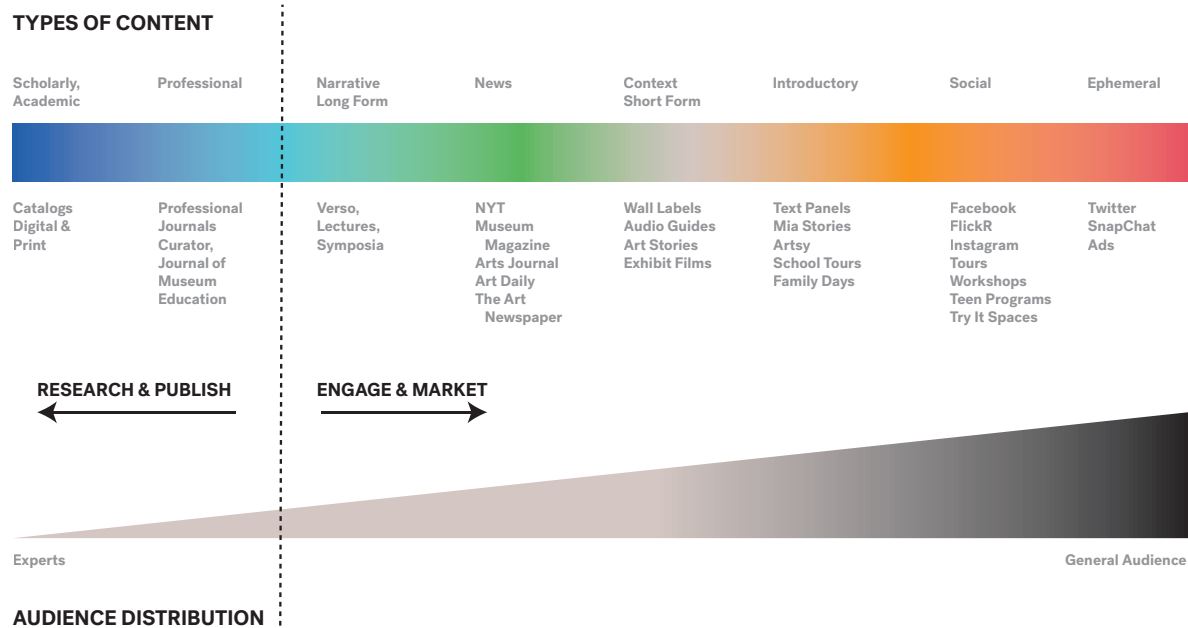 TYPES OF CONTENT
Scholarly,
Academic
Professional
Narrative
Long Form
News
Context
Short Form
Introductory
Social
Ephemeral
Catalogs
Digital &
Print
Professional
Journals
Curator,
Journal of
Museum
Education
Verso,
Lectures,
Symposia
NYT
Museum
Magazine
Arts Journal
Art Daily
The Art
Newspaper
Wall Labels
Audio Guides
Art Stories
Exhibit Films
Text Panels
Mia Stories
Artsy
School Tours
Family Days
Facebook
FlickR
Instagram
Tours
Workshops
Teen Programs
Try It Spaces
Twitter
SnapChat
Ads
RESEARCH & PUBLISH
ENGAGE & MARKET
Experts
General Audience
AUDIENCE DISTRIBUTION